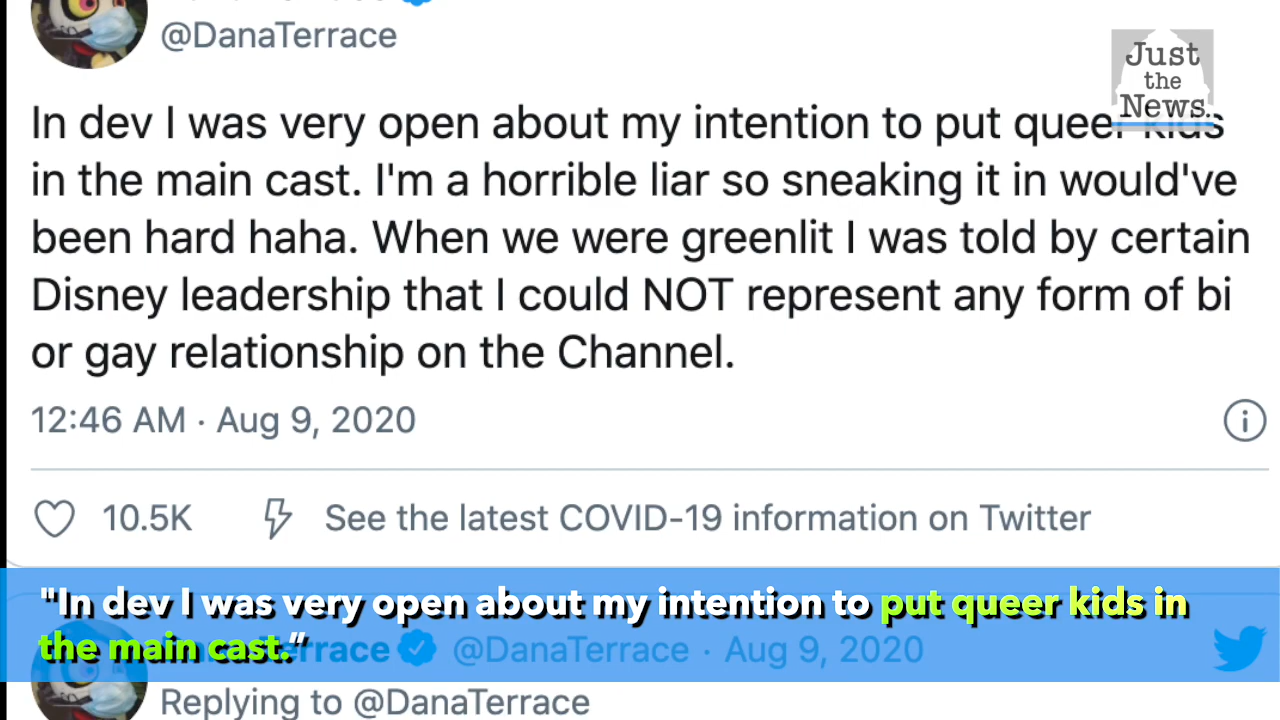 @DanaTerrace
Just
the
News.
In dev I was very open about my intention to put queer kids
in the main cast. I'm a horrible liar so sneaking it in would've
been hard haha. When we were greenlit I was told by certain
Disney leadership that I could NOT represent any form of bi
or gay relationship on the Channel.
12:46 AM · Aug 9, 2020
10.5K See the latest COVID-19 information on Twitter
"In dev I was very open about my intention to put queer kids in
the main cast.”
@DanaTerrace · Aug 9, 2020
Replying to @DanaTerrace